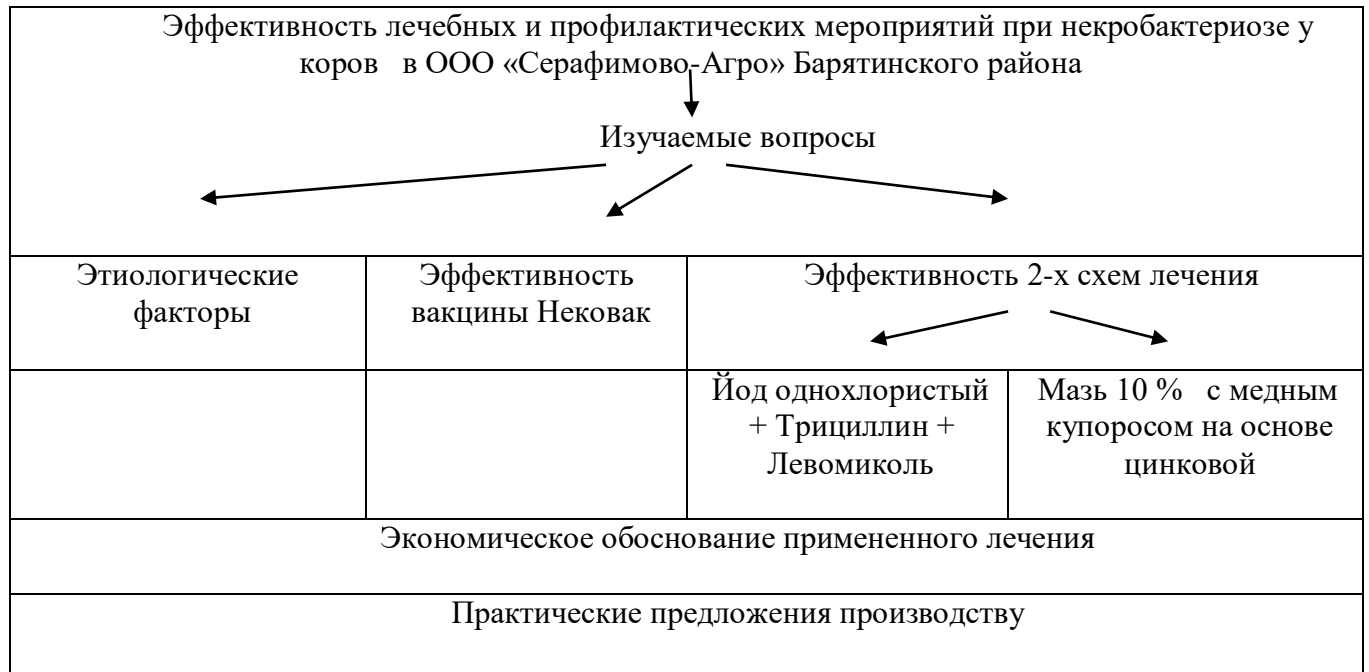 Эффективность лечебных и профилактических мероприятий при некробактериозе у
коров в ООО «Серафимово-Агро» Барятинского района
Изучаемые вопросы
Этиологические
факторы
Эффективность
вакцины Нековак
Эффективность 2-х схем лечения
Йод однохлористый
+ Трициллин +
Левомиколь
Мазь 10 % с медным
купоросом на основе
цинковой
Экономическое обоснование примененного лечения
Практические предложения производству